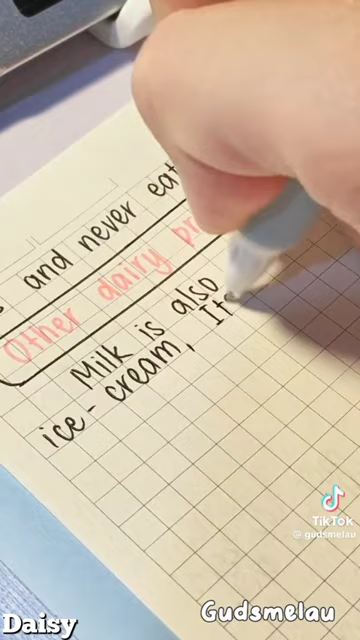 and never eat
Other dairy pr
Milk is also
ice-cream, It
TikTok
@gudsmelau
Gudsmelau
Daisy